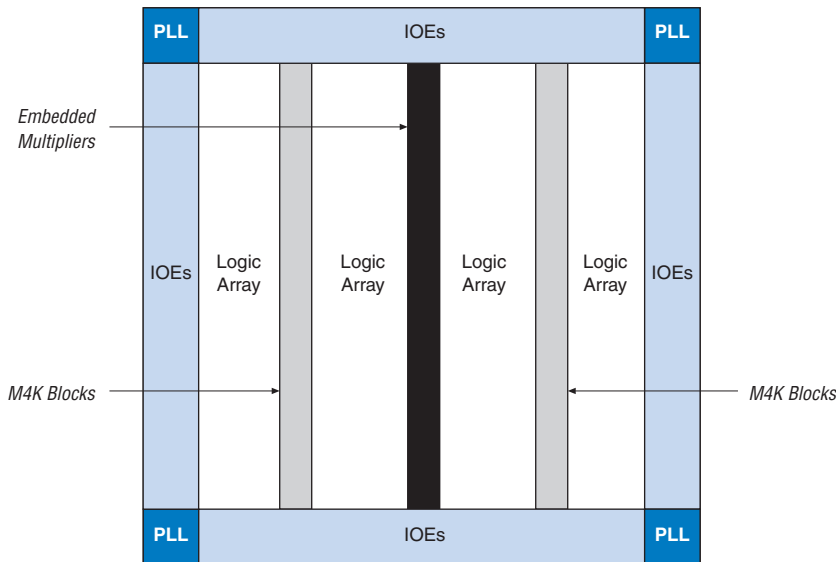 PLL
IOEs
PLL
Embedded
Multipliers
IOEs
Logic
Array
Logic
Array
Logic
Array
Logic
Array
IOEs
M4K Blocks
M4K Blocks
PLL
IOEs
PLL